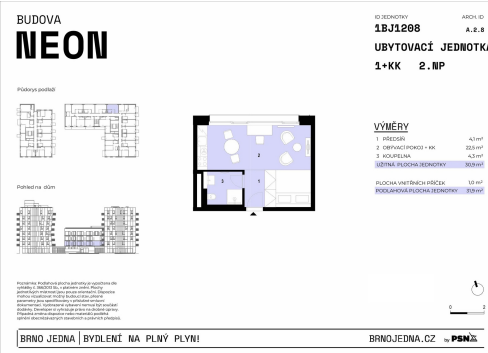 BUDOVA
NEON
ID JEDNOTKY
ARCH. ID
1BJ1208
A.2.8
UBYTOVACÍ JEDNOTKA
1+KK 2.NP
Půdorys podlaží
VÝMĚRY
1 PŘEDSÍŇ 4,1 m²
2 OBÝVACÍ POKOJ + KK 22,5 m²
3 KOUPELNA 4,3 m²
UŽITNÁ PLOCHA JEDNOTKY 30,9 m²
PLOCHA VNITŘNÍCH PŘÍČEK 1,0 m²
PODLAHOVÁ PLOCHA JEDNOTKY 31,9 m²
2
3
1
Pohled na dům
0 2
BRNO JEDNA | BYDLENÍ NA PLNÝ PLYN!
BRNOJEDNA.CZ by PSN